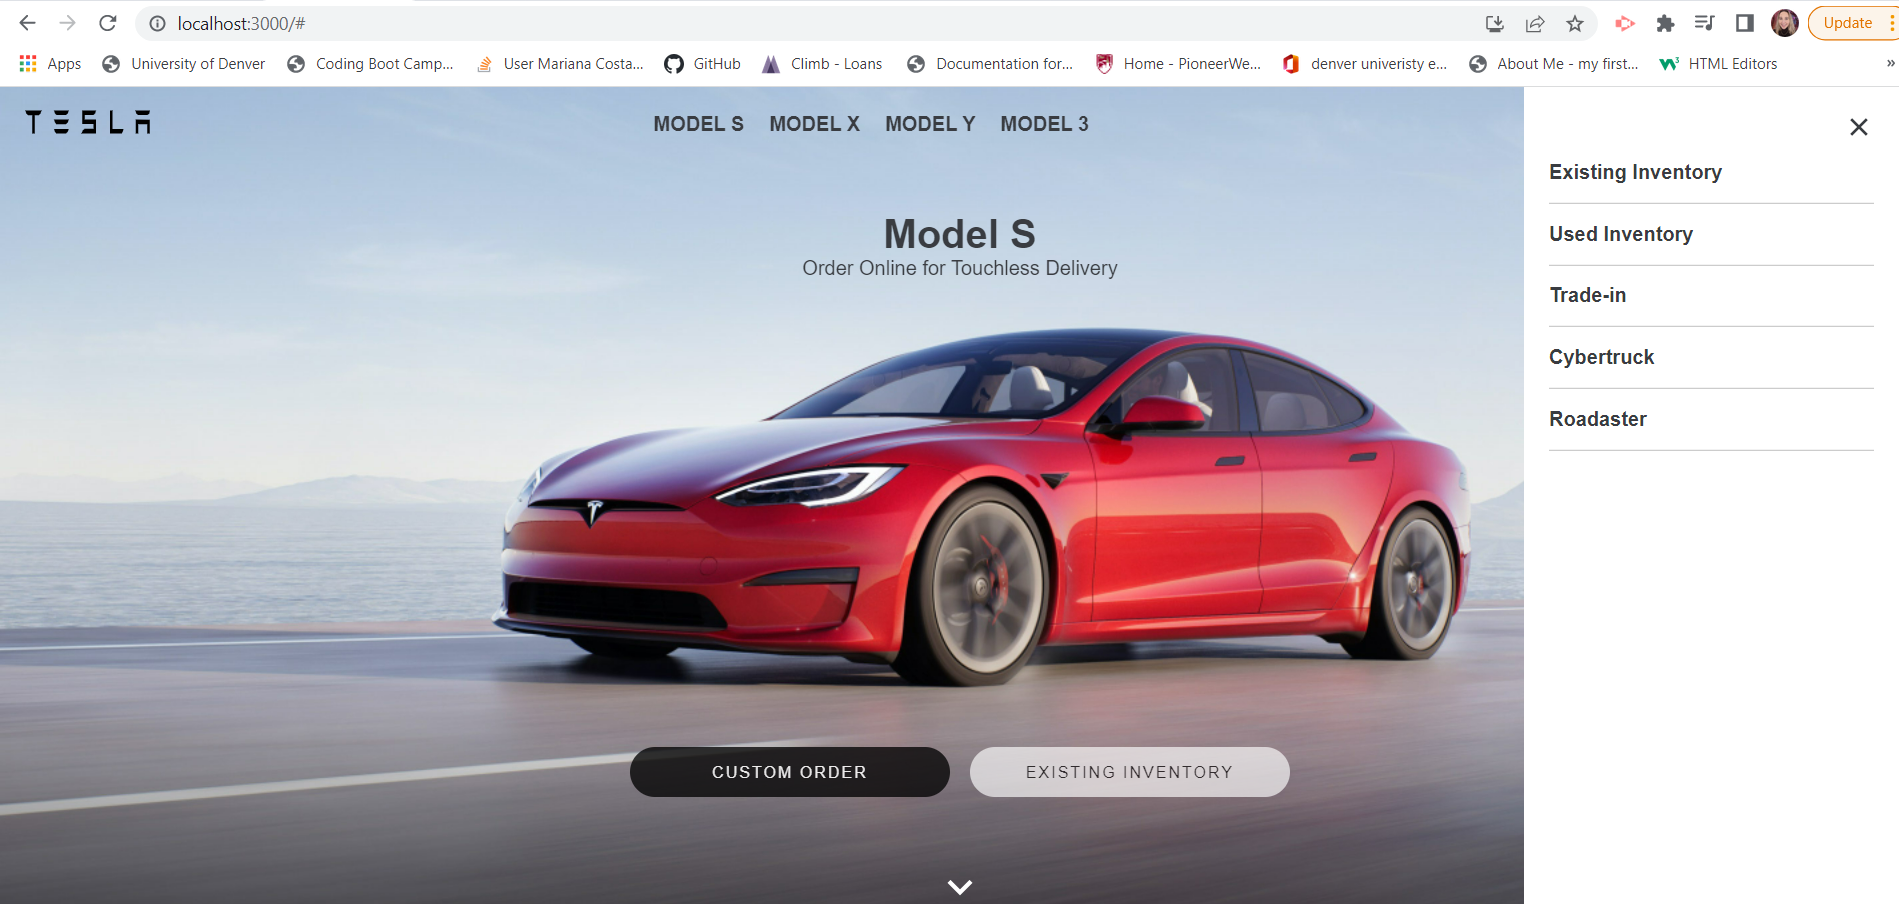 localhost:3000/#
Update
Apps
University of Denver
Coding Boot Camp...
User Mariana Costa...
GitHub
Climb - Loans
Documentation for...
Home - PioneerWe...
denver univeristy e...
About Me - my first...
HTML Editors
TESLA
MODEL S MODEL X MODEL Y MODEL 3
Model S
Order Online for Touchless Delivery
CUSTOM ORDER
EXISTING INVENTORY
Existing Inventory
Used Inventory
Trade-in
Cybertruck
Roadaster